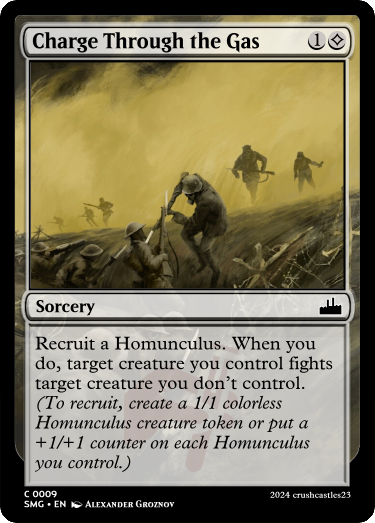 Charge Through the Gas
1
Sorcery
Recruit a Homunculus. When you
do, target creature you control fights
target creature you don't control.
(To recruit, create a 1/1 colorless
Homunculus creature token or put a
+1/+1 counter on each Homunculus
you control.)
C 0009
SMG • EN Alexander Groznov
2024 crushcastles23